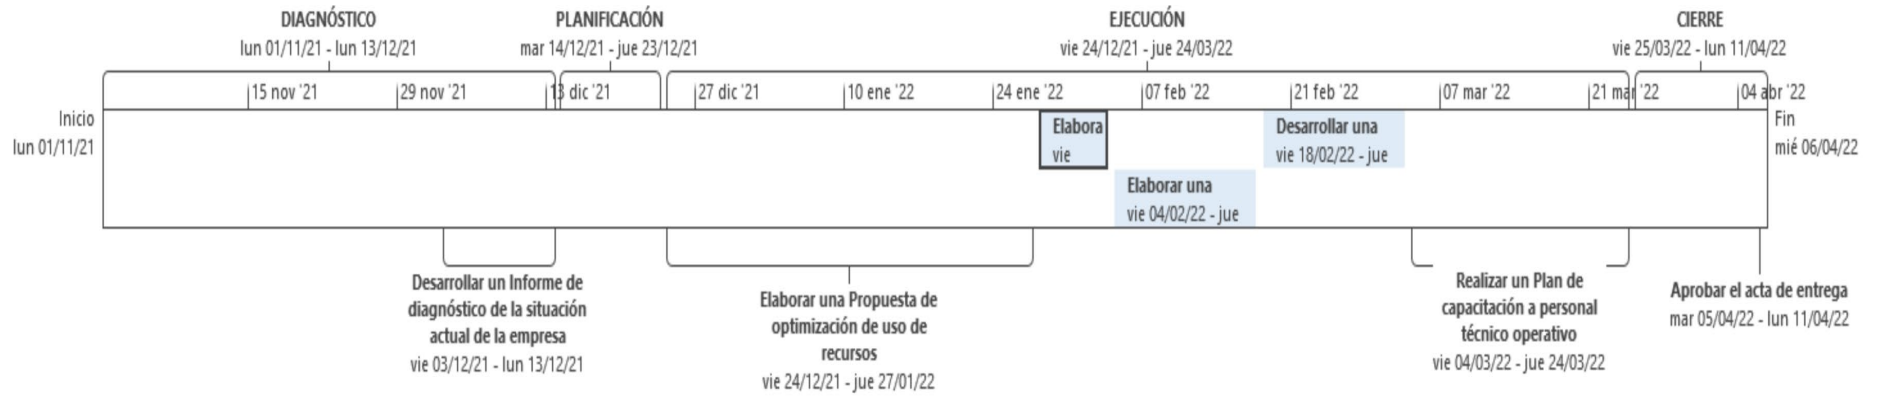 DIAGNÓSTICO
lun 01/11/21 - lun 13/12/21
PLANIFICACIÓN
mar 14/12/21 - jue 23/12/21
EJECUCIÓN
vie 24/12/21 - jue 24/03/22
CIERRE
vie 25/03/22 - lun 11/04/22
15 nov '21
29 nov '21
13 dic '21
27 dic '21
10 ene '22
24 ene '22
07 feb '22
21 feb '22
07 mar '22
21 mar '22
04 abr '22
Inicio
lun 01/11/21
Elabora
vie
Elaborar una
vie 04/02/22 - jue
Desarrollar una
vie 18/02/22 - jue
Fin
mié 06/04/22
Desarrollar un Informe de
diagnóstico de la situación
actual de la empresa
vie 03/12/21 - lun 13/12/21
Elaborar una Propuesta de
optimización de uso de
recursos
vie 24/12/21 - jue 27/01/22
Realizar un Plan de
capacitación a personal
técnico operativo
vie 04/03/22 - jue 24/03/22
Aprobar el acta de entrega
mar 05/04/22 - lun 11/04/22